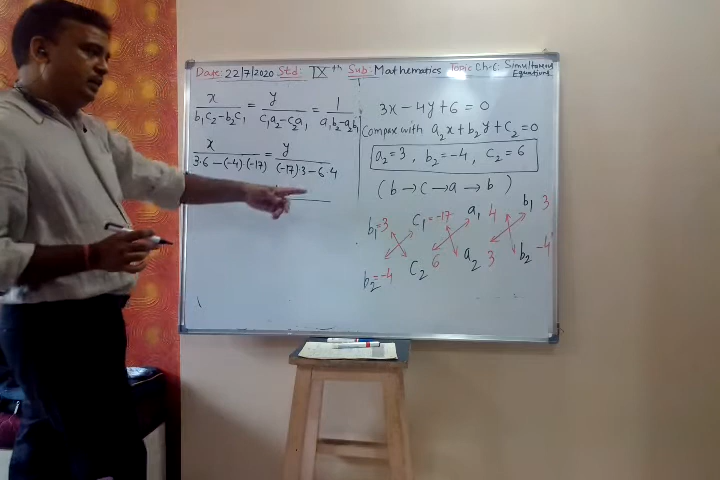 Date: 22/7/2020 Std: IXth Sub: Mathematics Topic Ch-6: Simultaneous Equations
x/(b₁c₂-b₂c₁) = y/(c₁a₂-c₂a₁) = 1/(a₁b₂-a₂b₁)
x/(3·6-(-4)·(-17)) = y/((-17)·3-6·4)
3x-4y+6=0
Compare with a₂x+b₂y+c₂=0
a₂=3, b₂=-4, c₂=6
(b→c→a→b)
b₁=3 c₁=-17 a₁ 4 b₁ 3
b₂=-4 c₂ 6 a₂ 3 b₂ -4